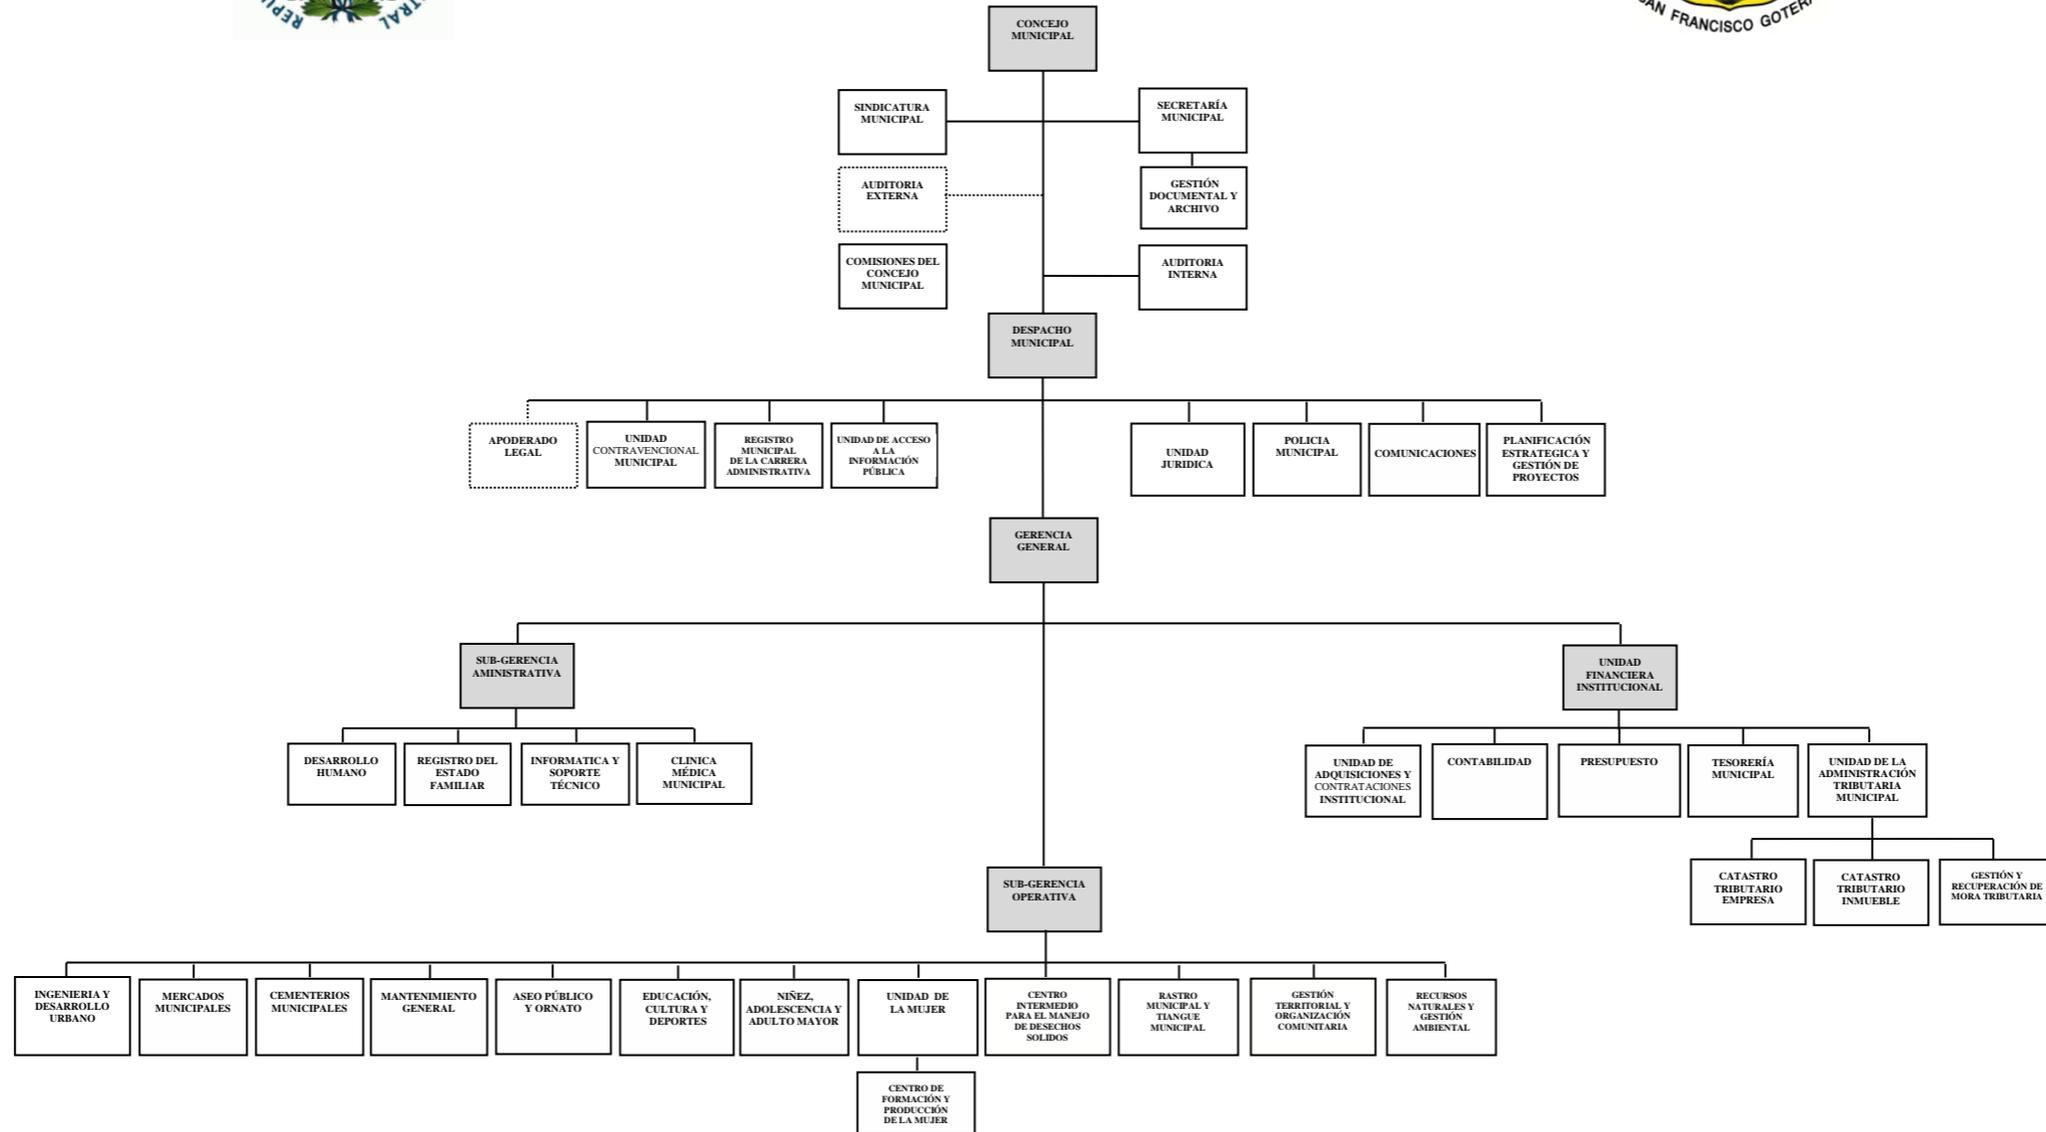 SAN FRANCISCO GOTERA
CONCEJO
MUNICIPAL
SINDICATURA
MUNICIPAL
SECRETARÍA
MUNICIPAL
AUDITORIA
EXTERNA
GESTIÓN
DOCUMENTAL Y
ARCHIVO
COMISIONES DEL
CONCEJO
MUNICIPAL
AUDITORIA
INTERNA
DESPACHO
MUNICIPAL
APODERADO
LEGAL
UNIDAD
CONTRAVENCIONAL
MUNICIPAL
REGISTRO
MUNICIPAL
DE LA CARRERA
ADMINISTRATIVA
UNIDAD DE ACCESO
A LA
INFORMACIÓN
PÚBLICA
UNIDAD
JURIDICA
POLICIA
MUNICIPAL
COMUNICACIONES
PLANIFICACIÓN
ESTRATEGICA Y
GESTIÓN DE
PROYECTOS
GERENCIA
GENERAL
SUB-GERENCIA
AMINISTRATIVA
UNIDAD
FINANCIERA
INSTITUCIONAL
DESARROLLO
HUMANO
REGISTRO DEL
ESTADO
FAMILIAR
INFORMATICA Y
SOPORTE
TÉCNICO
CLINICA
MÉDICA
MUNICIPAL
UNIDAD DE
ADQUISICIONES Y
CONTRATACIONES
INSTITUCIONAL
CONTABILIDAD
PRESUPUESTO
TESORERÍA
MUNICIPAL
UNIDAD DE LA
ADMINISTRACIÓN
TRIBUTARIA
MUNICIPAL
CATASTRO
TRIBUTARIO
EMPRESA
CATASTRO
TRIBUTARIO
INMUEBLE
GESTIÓN Y
RECUPERACIÓN DE
MORA TRIBUTARIA
SUB-GERENCIA
OPERATIVA
INGENIERIA Y
DESARROLLO
URBANO
MERCADOS
MUNICIPALES
CEMENTERIOS
MUNICIPALES
MANTENIMIENTO
GENERAL
ASEO PÚBLICO
Y ORNATO
EDUCACIÓN,
CULTURA Y
DEPORTES
NIÑEZ,
ADOLESCENCIA Y
ADULTO MAYOR
UNIDAD DE
LA MUJER
CENTRO
INTERMEDIO
PARA EL MANEJO
DE DESECHOS
SOLIDOS
RASTRO
MUNICIPAL Y
TIANGUE
MUNICIPAL
GESTIÓN
TERRITORIAL Y
ORGANIZACIÓN
COMUNITARIA
RECURSOS
NATURALES Y
GESTIÓN
AMBIENTAL
CENTRO DE
FORMACIÓN Y
PRODUCCIÓN
DE LA MUJER